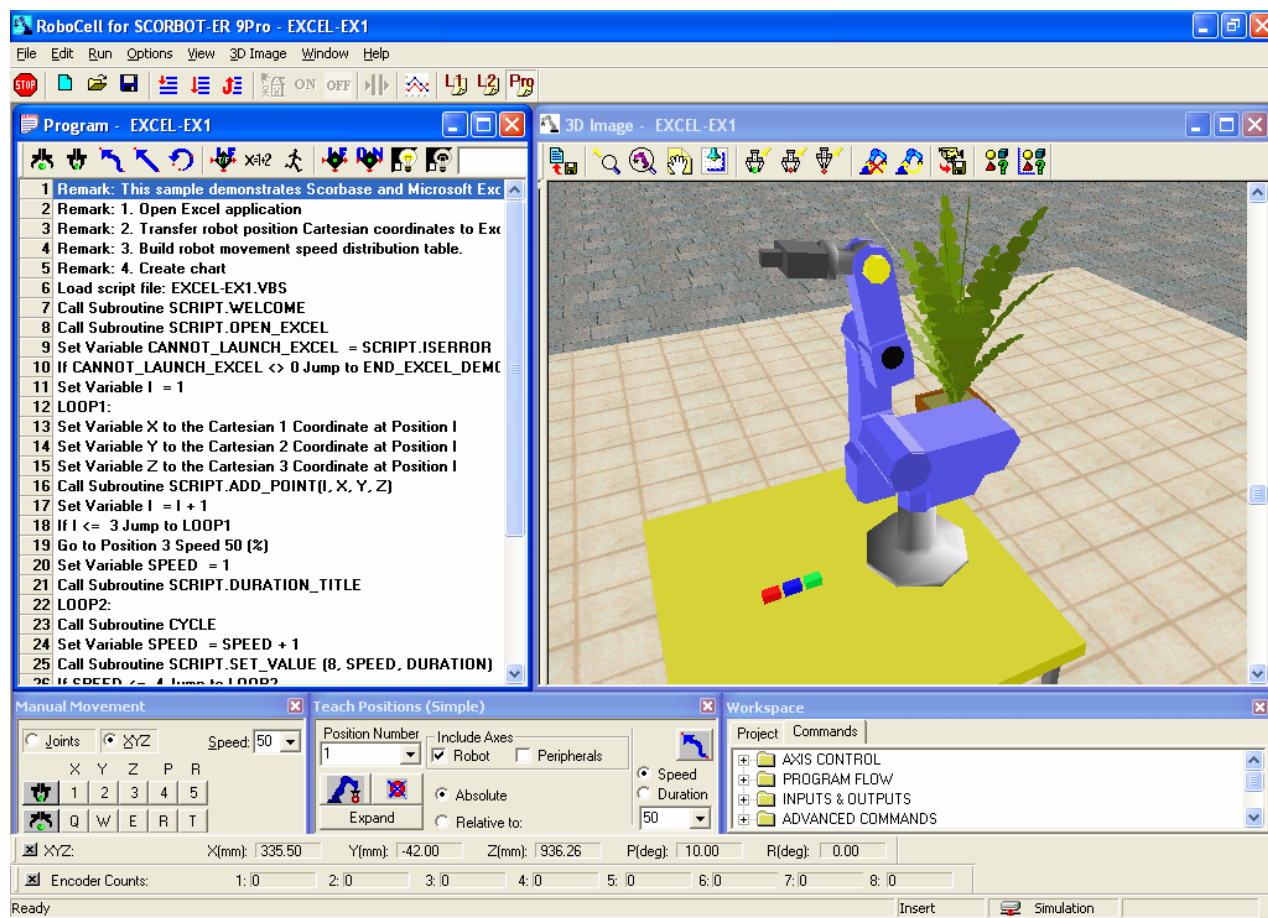 RoboCell for SCORBOT-ER 9Pro - EXCEL-EX1
File Edit Run Options View 3D Image Window Help
STOP ON OFF L1 L2 Pro
Program - EXCEL-EX1
1 Remark: This sample demonstrates Scorbase and Microsoft Exc
2 Remark: 1. Open Excel application
3 Remark: 2. Transfer robot position Cartesian coordinates to Exc
4 Remark: 3. Build robot movement speed distribution table.
5 Remark: 4. Create chart
6 Load script file: EXCEL-EX1.VBS
7 Call Subroutine SCRIPT.WELCOME
8 Call Subroutine SCRIPT.OPEN_EXCEL
9 Set Variable CANNOT_LAUNCH_EXCEL = SCRIPT.ISERROR
10 If CANNOT_LAUNCH_EXCEL <> 0 Jump to END_EXCEL_DEMO
11 Set Variable I = 1
12 LOOP1:
13 Set Variable X to the Cartesian 1 Coordinate at Position I
14 Set Variable Y to the Cartesian 2 Coordinate at Position I
15 Set Variable Z to the Cartesian 3 Coordinate at Position I
16 Call Subroutine SCRIPT.ADD_POINT(I, X, Y, Z)
17 Set Variable I = I + 1
18 If I <= 3 Jump to LOOP1
19 Go to Position 3 Speed 50 (%)
20 Set Variable SPEED = 1
21 Call Subroutine SCRIPT.DURATION_TITLE
22 LOOP2:
23 Call Subroutine CYCLE
24 Set Variable SPEED = SPEED + 1
25 Call Subroutine SCRIPT.SET_VALUE (8, SPEED, DURATION)
26 If SPEED <= 4 Jump to LOOP2
3D Image - EXCEL-EX1
Manual Movement
Joints XYZ Speed: 50
X Y Z P R
1 2 3 4 5
Q W E R T
Teach Positions (Simple)
Position Number
1
Include Axes
Robot Peripherals
Absolute
Expand
Relative to:
Speed
Duration
50
Workspace
Project Commands
AXIS CONTROL
PROGRAM FLOW
INPUTS & OUTPUTS
ADVANCED COMMANDS
XYZ: X(mm): 335.50 Y(mm): -42.00 Z(mm): 936.26 P(deg): 10.00 R(deg): 0.00
Encoder Counts: 1: 0 2: 0 3: 0 4: 0 5: 0 6: 0 7: 0 8: 0
Ready Insert Simulation